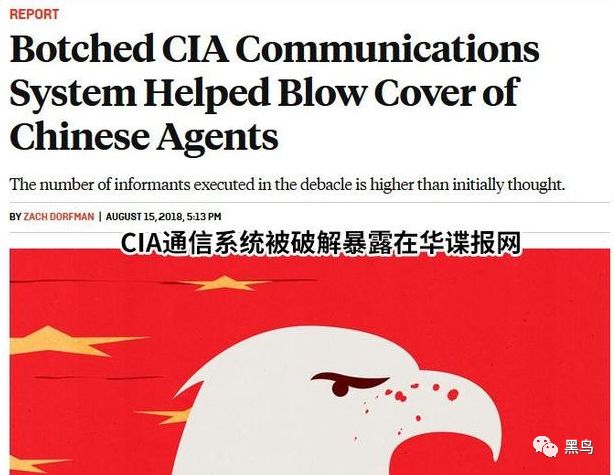 REPORT
Botched CIA Communications
System Helped Blow Cover of
Chinese Agents
The number of informants executed in the debacle is higher than initially thought.
BY ZACH DORFMAN | AUGUST 15, 2018, 5:13 PM
CIA通信系统被破解暴露在华谍报网
黑鸟